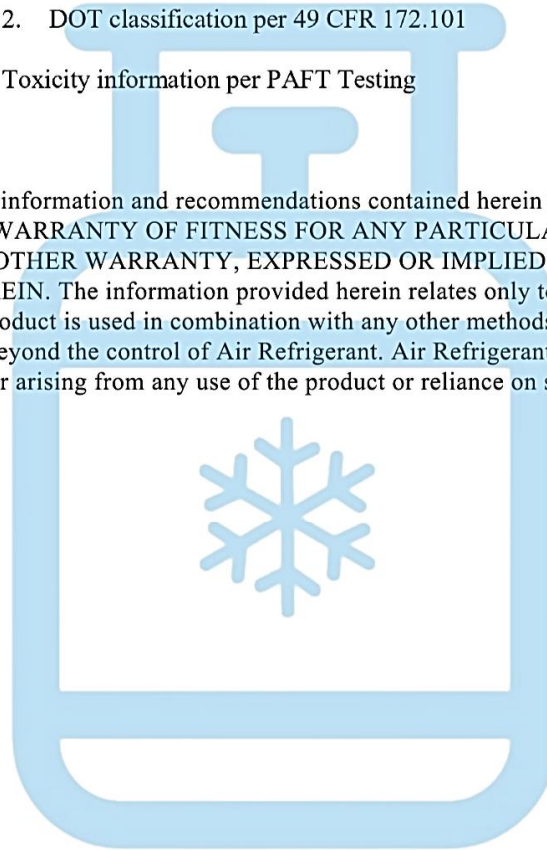 2. DOT classification per 49 CFR 172.101
Toxicity information per PAFT Testing
information and recommendations contained herein
WARRANTY OF FITNESS FOR ANY PARTICULA
OTHER WARRANTY, EXPRESSED OR IMPLIED
EIN. The information provided herein relates only t
oduct is used in combination with any other methods
eyond the control of Air Refrigerant. Air Refrigerant
r arising from any use of the product or reliance on s